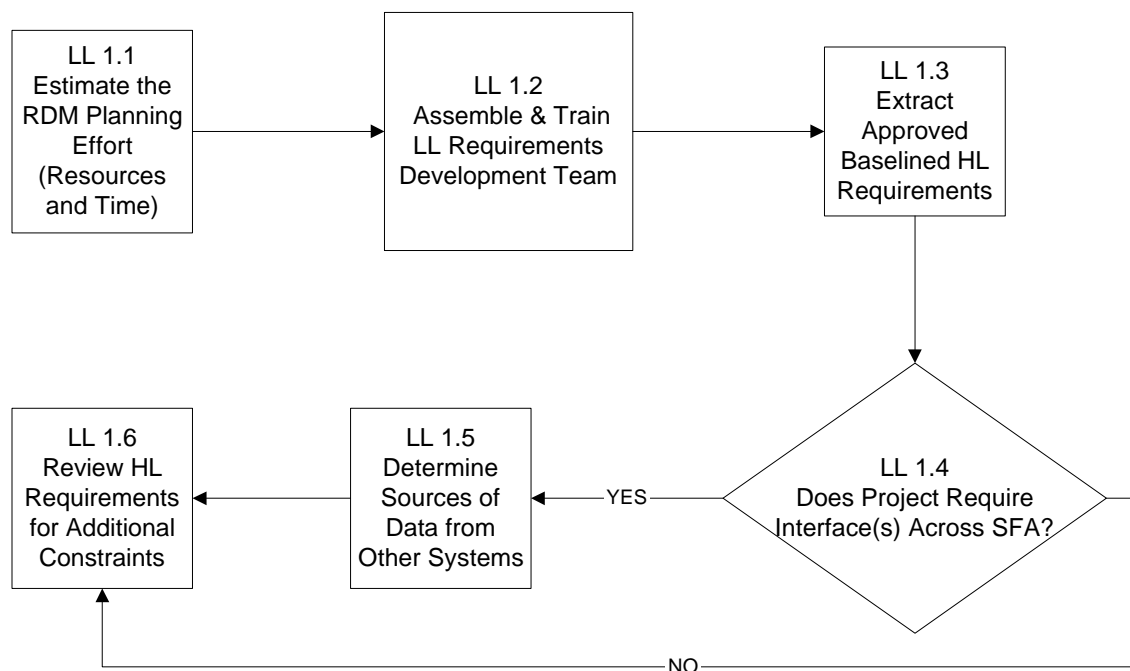 LL 1.1
Estimate the
RDM Planning
Effort
(Resources
and Time)
LL 1.2
Assemble & Train
LL Requirements
Development Team
LL 1.3
Extract
Approved
Baselined HL
Requirements
LL 1.4
Does Project Require
Interface(s) Across SFA?
YES
LL 1.5
Determine
Sources of
Data from
Other Systems
LL 1.6
Review HL
Requirements
for Additional
Constraints
NO